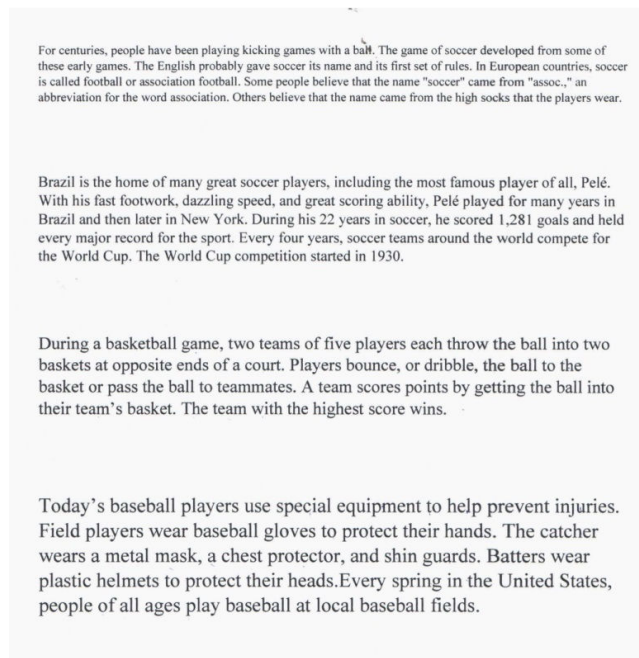 For centuries, people have been playing kicking games with a ball. The game of soccer developed from some of
these early games. The English probably gave soccer its name and its first set of rules. In European countries, soccer
is called football or association football. Some people believe that the name "soccer" came from "assoc.," an
abbreviation for the word association. Others believe that the name came from the high socks that the players wear.
Brazil is the home of many great soccer players, including the most famous player of all, Pelé.
With his fast footwork, dazzling speed, and great scoring ability, Pelé played for many years in
Brazil and then later in New York. During his 22 years in soccer, he scored 1,281 goals and held
every major record for the sport. Every four years, soccer teams around the world compete for
the World Cup. The World Cup competition started in 1930.
During a basketball game, two teams of five players each throw the ball into two
baskets at opposite ends of a court. Players bounce, or dribble, the ball to the
basket or pass the ball to teammates. A team scores points by getting the ball into
their team's basket. The team with the highest score wins.
Today's baseball players use special equipment to help prevent injuries.
Field players wear baseball gloves to protect their hands. The catcher
wears a metal mask, a chest protector, and shin guards. Batters wear
plastic helmets to protect their heads.Every spring in the United States,
people of all ages play baseball at local baseball fields.